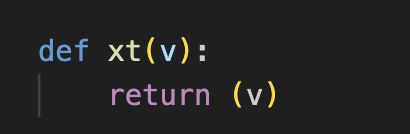 def xt(v):
    return (v)